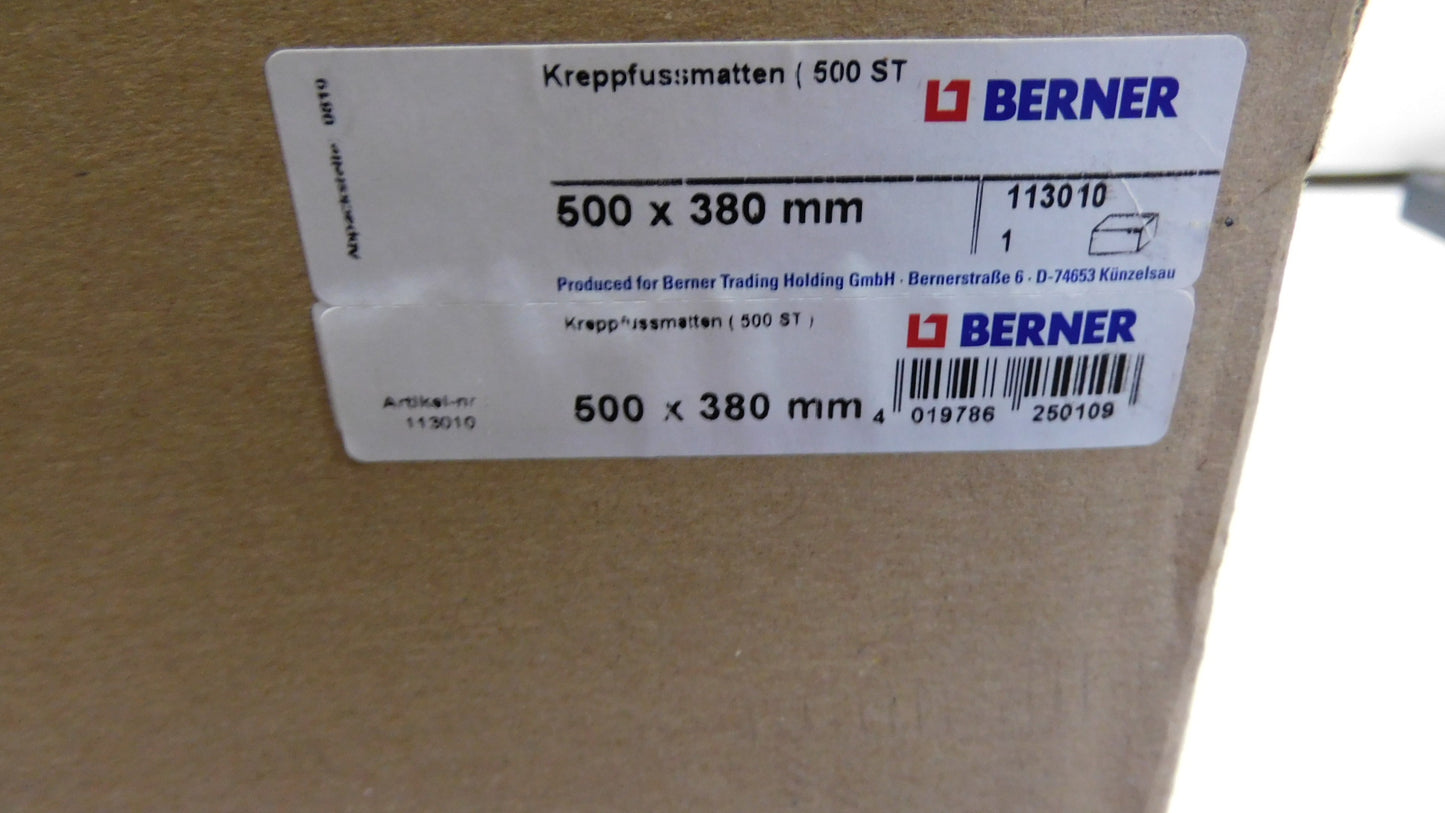 Abpackstelle 0819
Kreppfussmatten ( 500 ST
BERNER
500 x 380 mm
113010
1
Produced for Berner Trading Holding GmbH · Bernerstraße 6 · D-74653 Künzelsau
Kreppfussmatten ( 500 ST )
BERNER
Artikel-nr
113010
500 x 380 mm
4 019786 250109